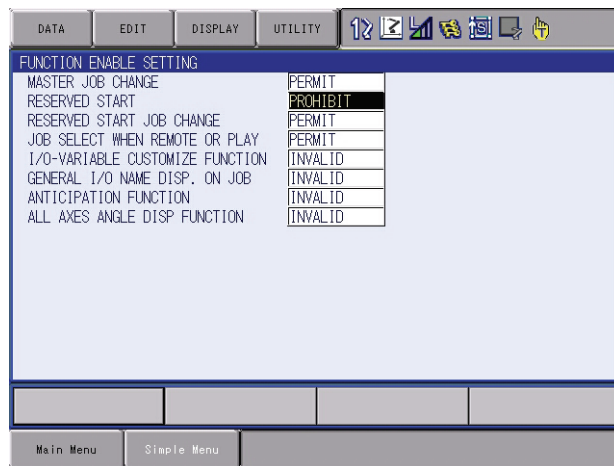 DATA EDIT DISPLAY UTILITY
FUNCTION ENABLE SETTING
MASTER JOB CHANGE PERMIT
RESERVED START PROHIBIT
RESERVED START JOB CHANGE PERMIT
JOB SELECT WHEN REMOTE OR PLAY PERMIT
I/O-VARIABLE CUSTOMIZE FUNCTION INVALID
GENERAL I/O NAME DISP. ON JOB INVALID
ANTICIPATION FUNCTION INVALID
ALL AXES ANGLE DISP FUNCTION INVALID
Main Menu Simple Menu